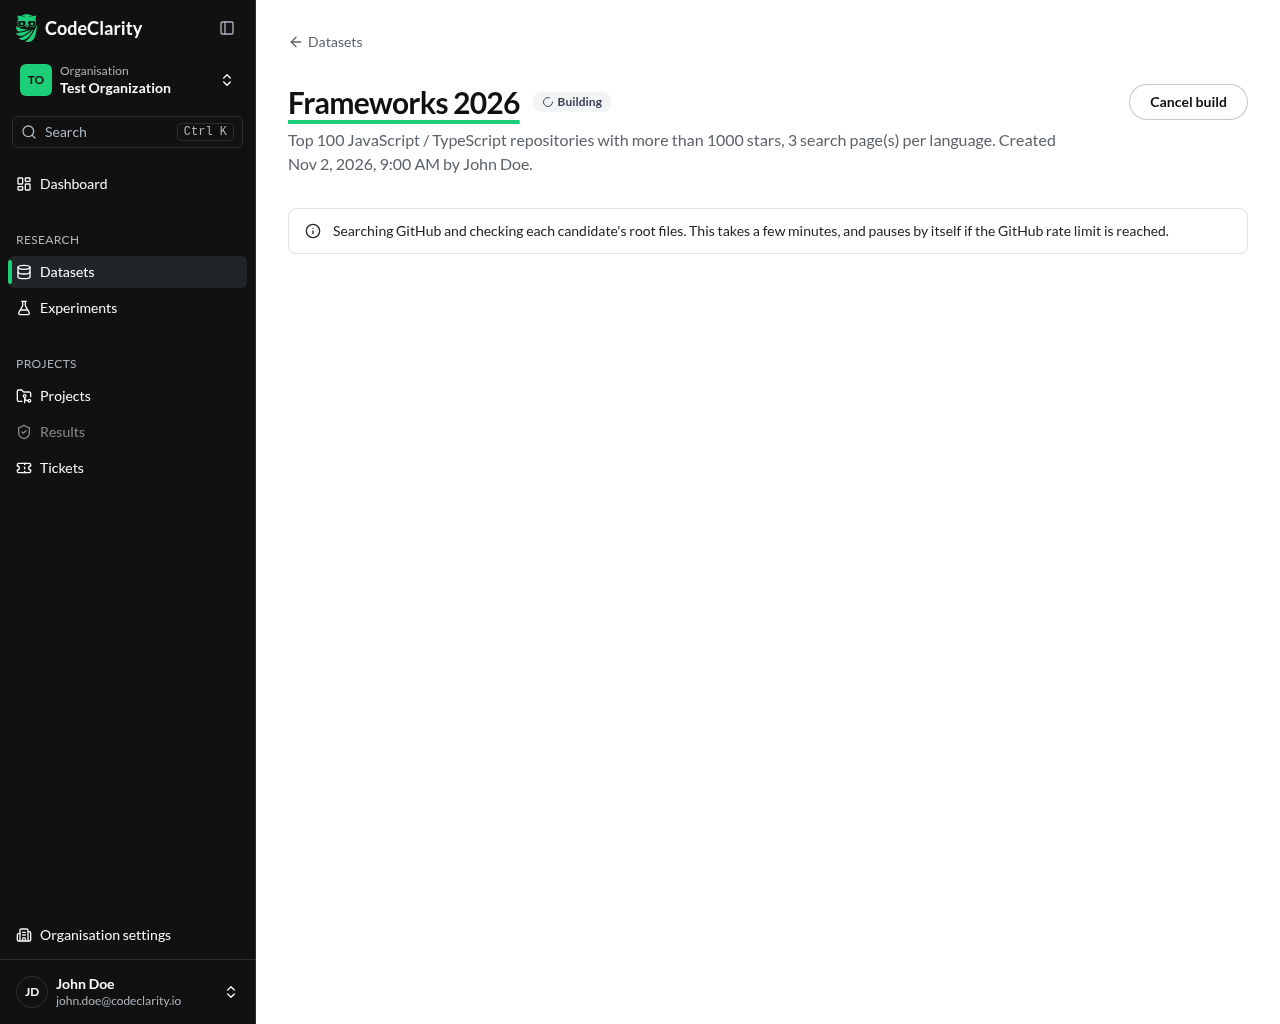 CodeClarity
TO
Organisation
Test Organization
Search
Ctrl K
Dashboard
RESEARCH
Datasets
Experiments
PROJECTS
Projects
Results
Tickets
Organisation settings
JD
John Doe
john.doe@codeclarity.io
Datasets
Frameworks 2026
Building
Cancel build
Top 100 JavaScript / TypeScript repositories with more than 1000 stars, 3 search page(s) per language. Created
Nov 2, 2026, 9:00 AM by John Doe.
Searching GitHub and checking each candidate's root files. This takes a few minutes, and pauses by itself if the GitHub rate limit is reached.